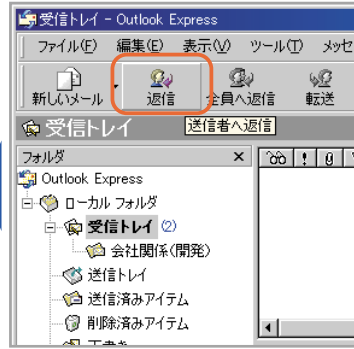 受信トレイ - Outlook Express
ファイル(F) 編集(E) 表示(V) ツール(T) メッセ
新しいメール 返信 全員へ返信 転送
受信トレイ
送信者へ返信
フォルダ
Outlook Express
ローカル フォルダ
受信トレイ (2)
会社関係(開発)
送信トレイ
送信済みアイテム
削除済みアイテム